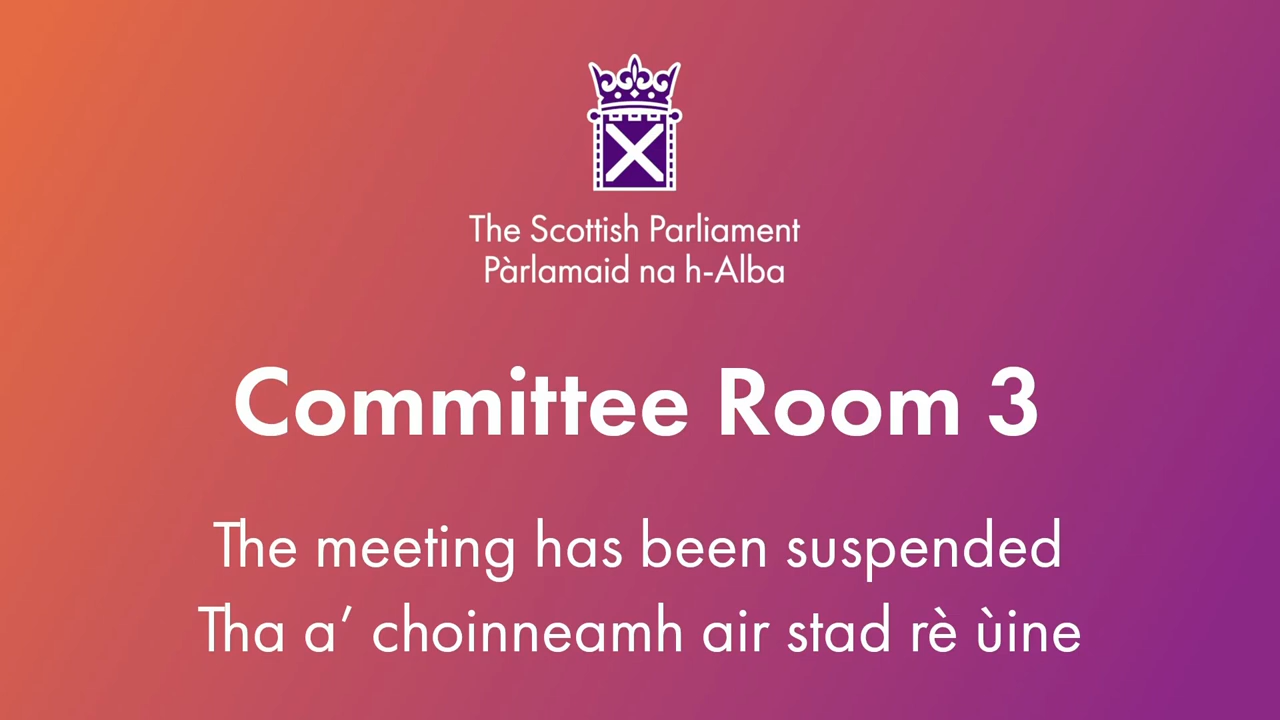 The Scottish Parliament
Pàrlamaid na h-Alba
Committee Room 3
The meeting has been suspended
Tha a’ choinneamh air stad rè ùine